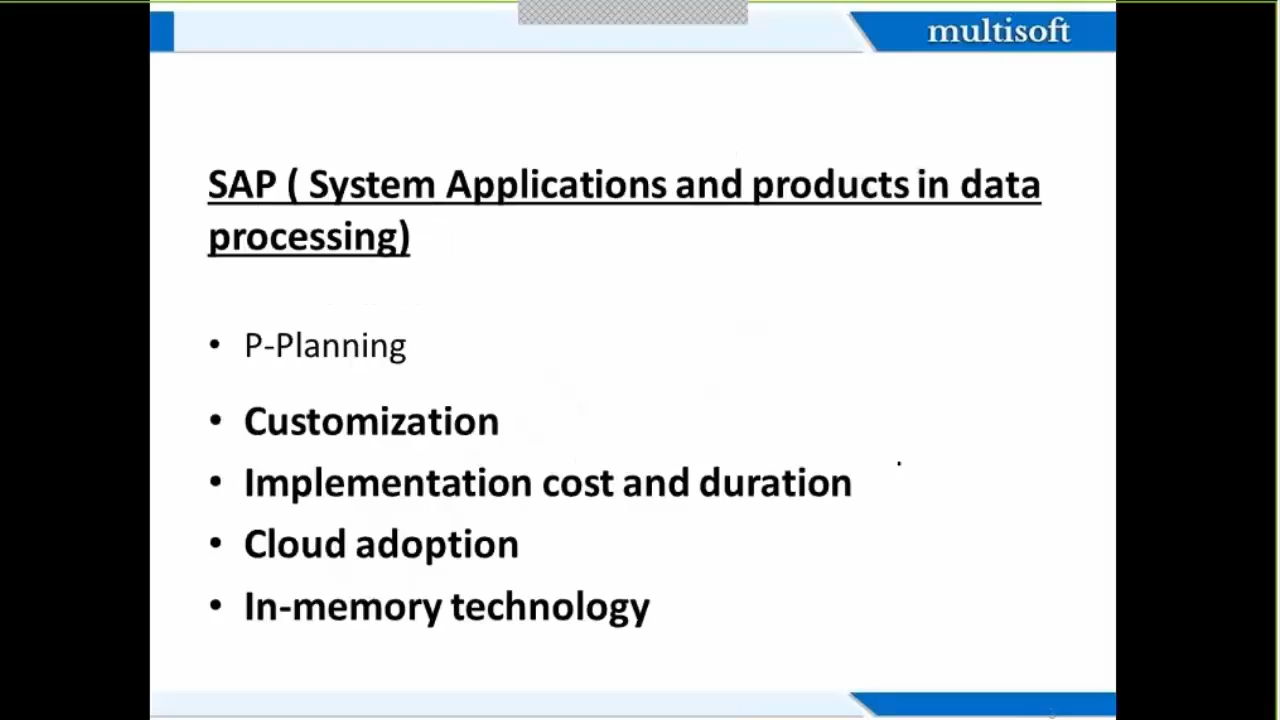 multisoft
SAP ( System Applications and products in data
processing)
• P-Planning
• Customization
• Implementation cost and duration
• Cloud adoption
• In-memory technology